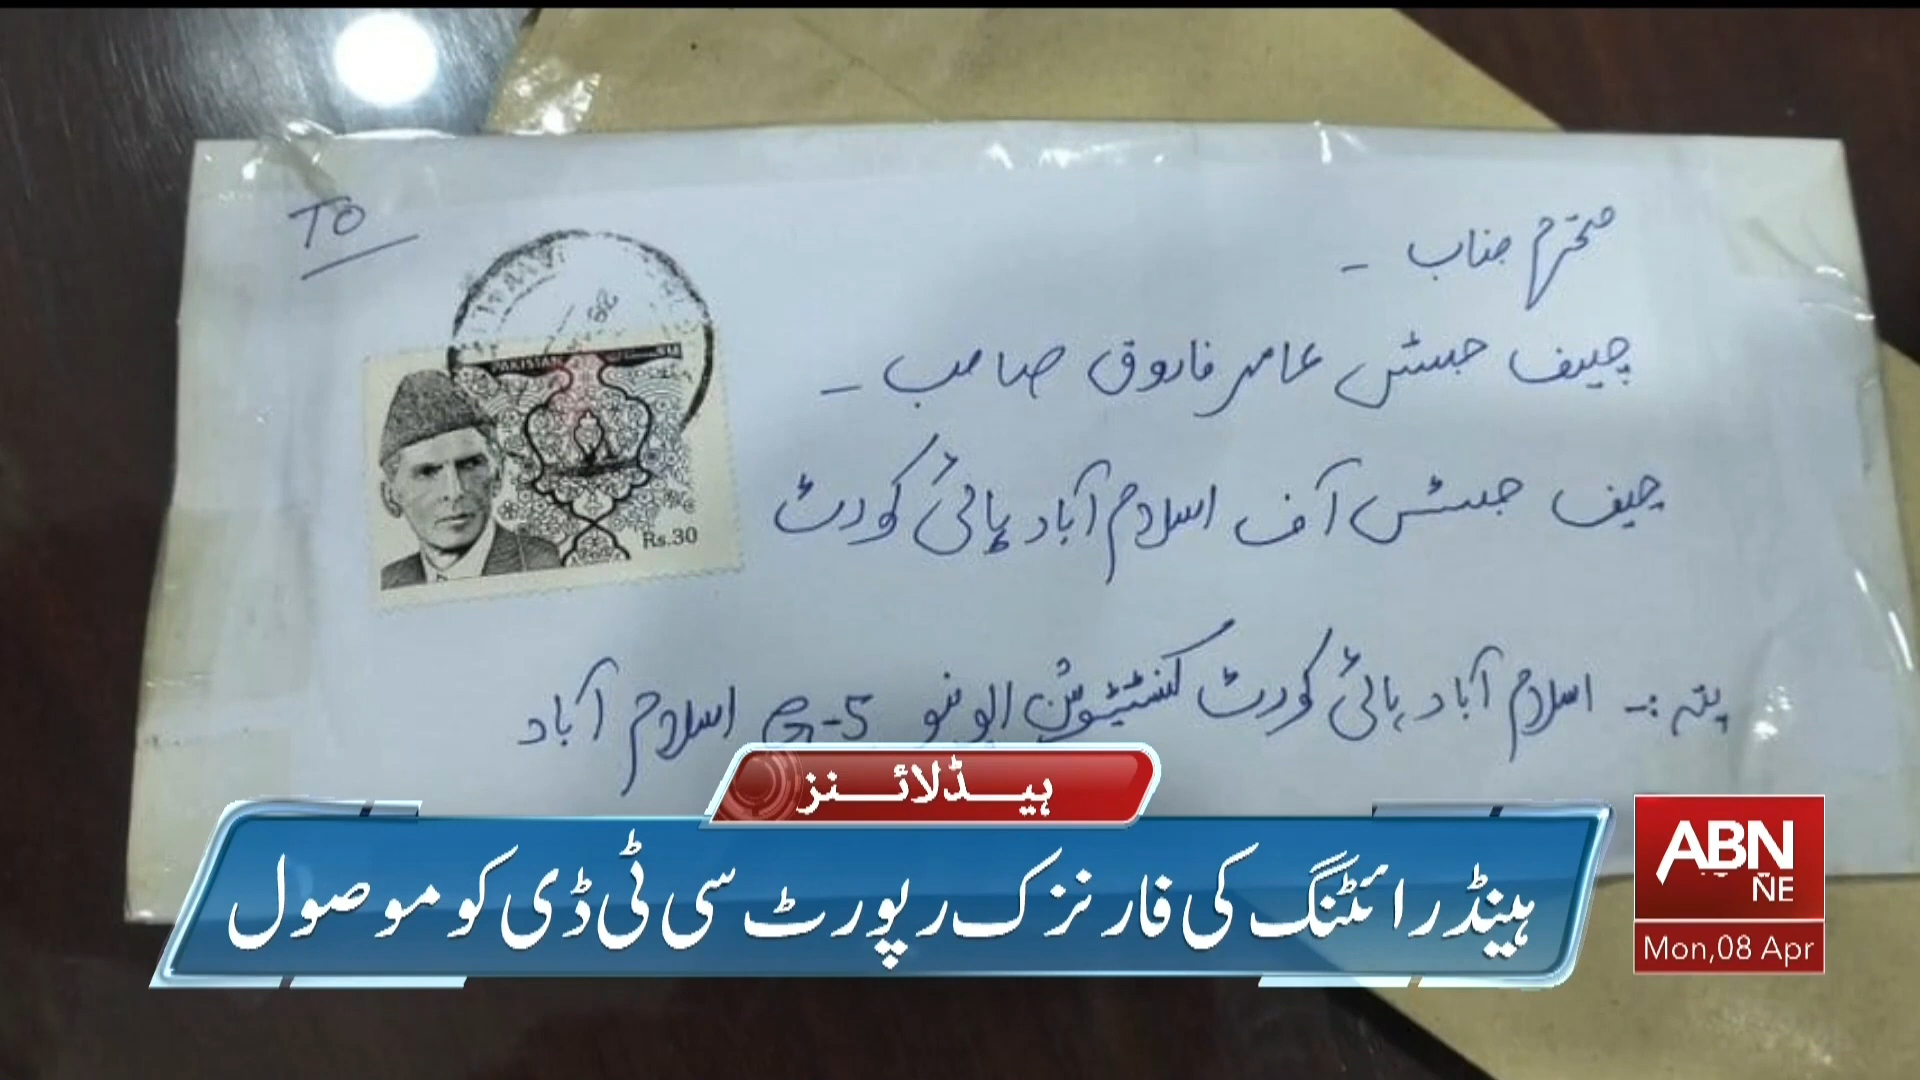 TO
محترم جناب -
چیف جسٹس عامر فاروق صاحب -
چیف جسٹس آف اسلام آباد ہائی کورٹ
پتہ :- اسلام آباد ہائی کورٹ کنسٹیٹیوشن ایونیو G-5 اسلام آباد
PAKISTAN
Rs.30
ہیڈلائنز
ہینڈرائٹنگ کی فارنزک رپورٹ سی ٹی ڈی کو موصول
ABN
NE
Mon,08 Apr